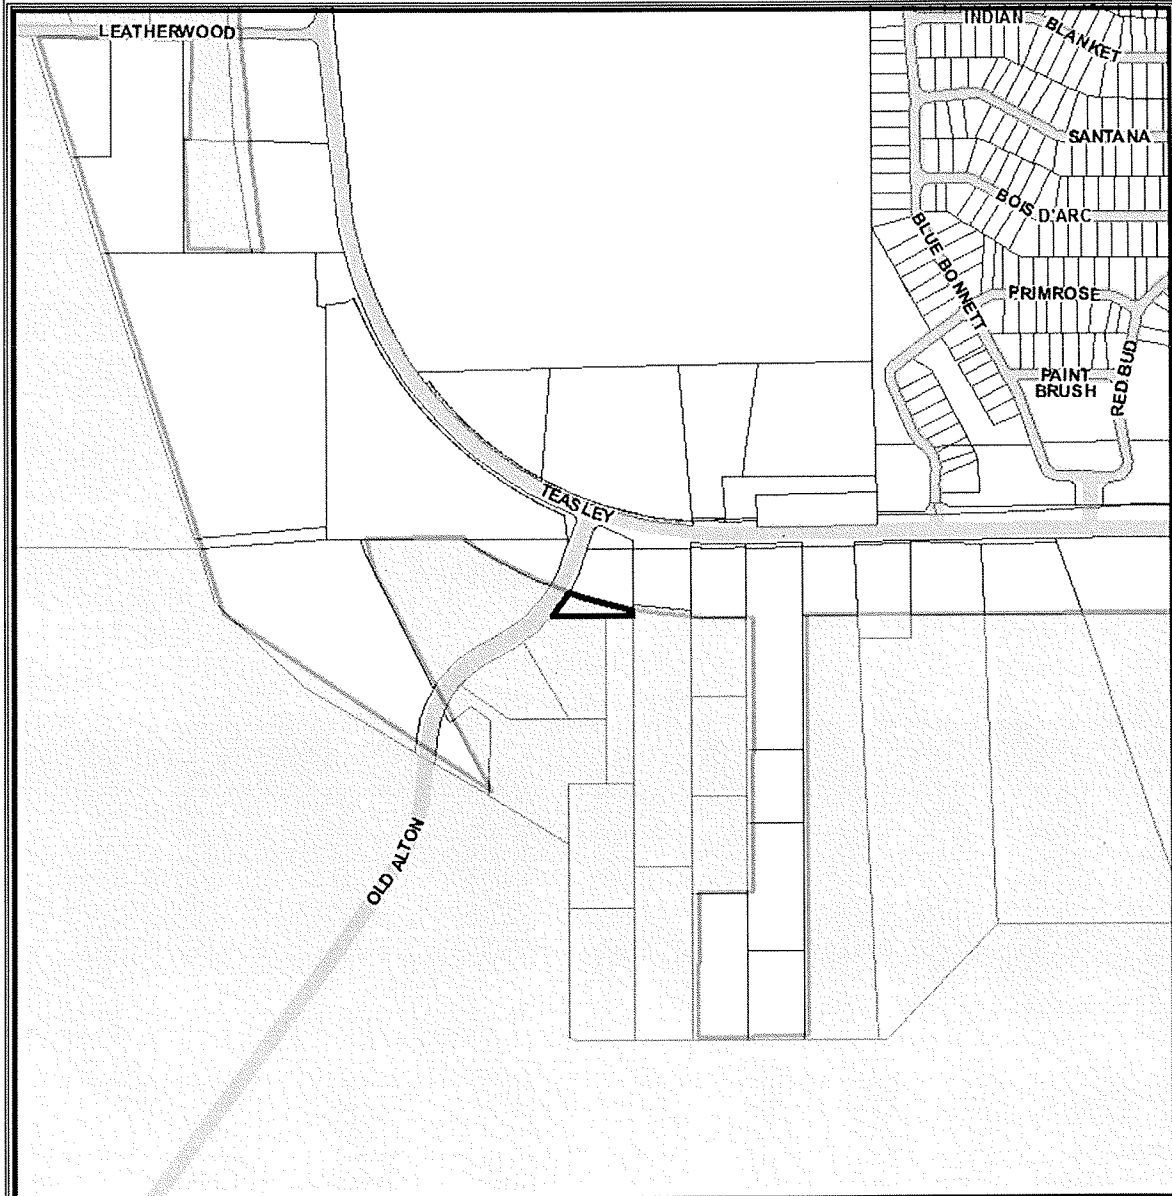 LEATHERWOOD
INDIAN
BLANKET
SANTANA
BOIS D'ARC
BLUE BONNETT
PRIMROSE
PAINT
BRUSH
RED BUD
TEASLEY
OLD ALTON